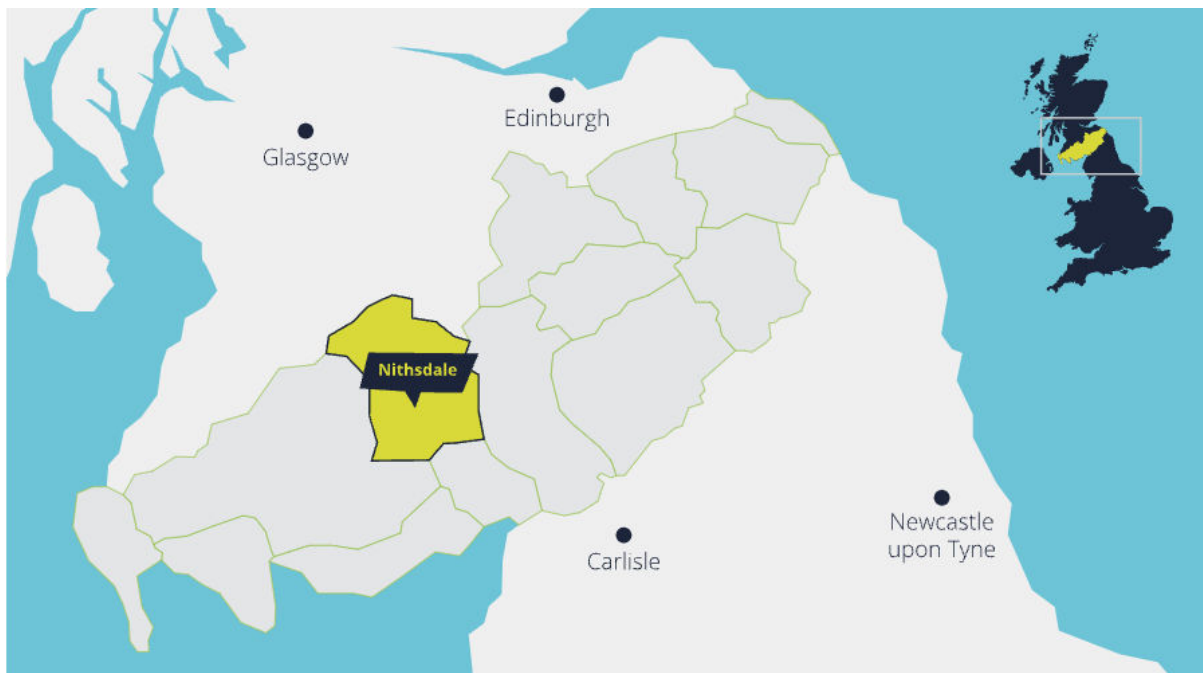 Edinburgh
Glasgow
Nithsdale
Newcastle
upon Tyne
Carlisle